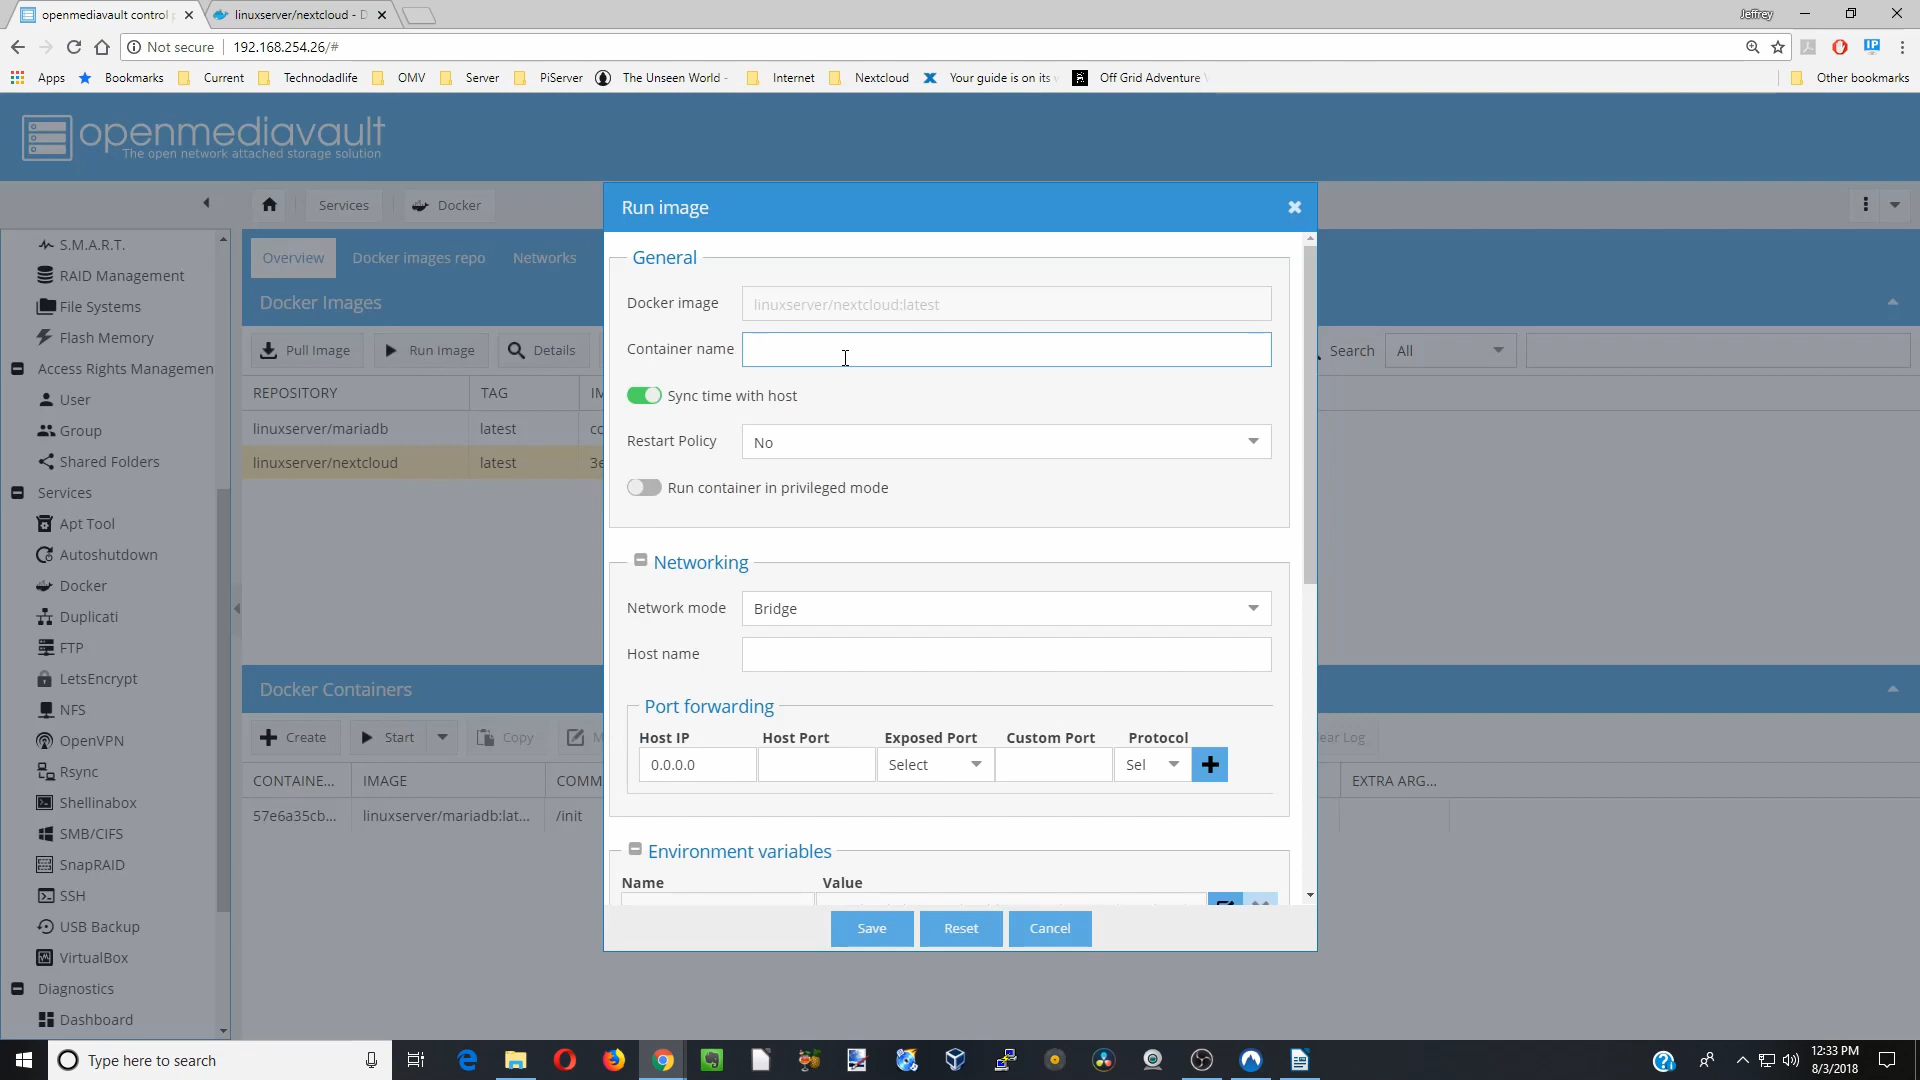 openmediavault control p
linuxserver/nextcloud - D
Jeffrey
Not secure
192.168.254.26/#
Apps
Bookmarks
Current
Technodadlife
OMV
Server
PiServer
The Unseen World -
Internet
Nextcloud
Your guide is on its
Off Grid Adventure
Other bookmarks
openmediavault
The open network attached storage solution
Services
Docker
S.M.A.R.T.
RAID Management
File Systems
Flash Memory
Access Rights Managemen
User
Group
Shared Folders
Services
Apt Tool
Autoshutdown
Docker
Duplicati
FTP
LetsEncrypt
NFS
OpenVPN
Rsync
Shellinabox
SMB/CIFS
SnapRAID
SSH
USB Backup
VirtualBox
Diagnostics
Dashboard
Overview
Docker images repo
Networks
Docker Images
Pull Image
Run Image
Details
Search
All
REPOSITORY
TAG
IM
linuxserver/mariadb
latest
cc
linuxserver/nextcloud
latest
3e
Docker Containers
Create
Start
Copy
M
ear Log
CONTAINE...
IMAGE
COMM
EXTRA ARG...
57e6a35cb...
linuxserver/mariadb:lat...
/init
Run image
General
Docker image
linuxserver/nextcloud:latest
Container name
Sync time with host
Restart Policy
No
Run container in privileged mode
Networking
Network mode
Bridge
Host name
Port forwarding
Host IP
Host Port
Exposed Port
Custom Port
Protocol
0.0.0.0
Select
Sel
Environment variables
Name
Value
Save
Reset
Cancel
Type here to search
12:33 PM
8/3/2018